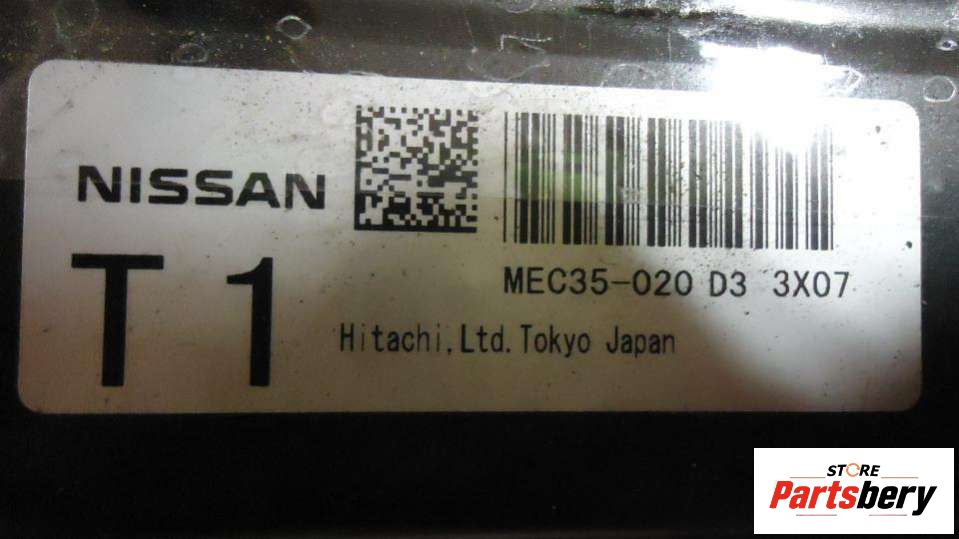 NISSAN
T1
MEC35-020 D3 3X07
Hitachi,Ltd.Tokyo Japan
STORE
Partsbery